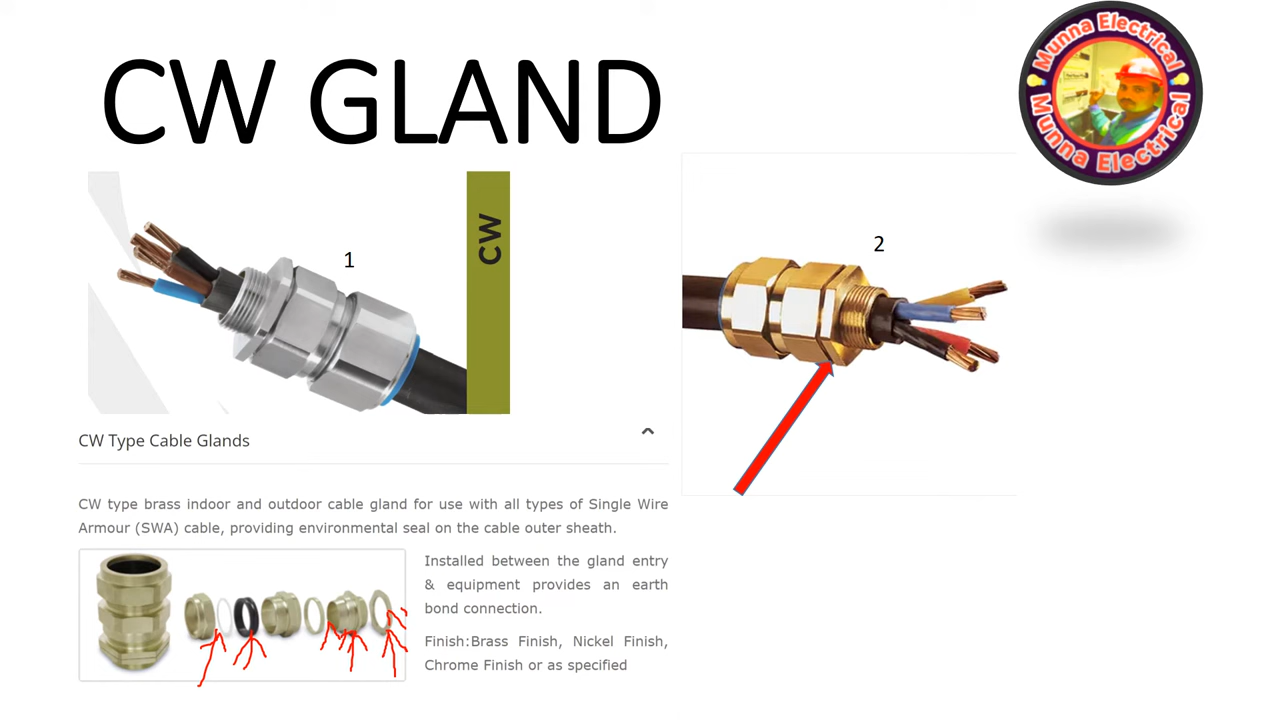 CW GLAND
Munna Electrical
Munna Electrical
CW
1
2
CW Type Cable Glands
CW type brass indoor and outdoor cable gland for use with all types of Single Wire
Armour (SWA) cable, providing environmental seal on the cable outer sheath.
Installed between the gland entry
& equipment provides an earth
bond connection.
Finish:Brass Finish, Nickel Finish,
Chrome Finish or as specified